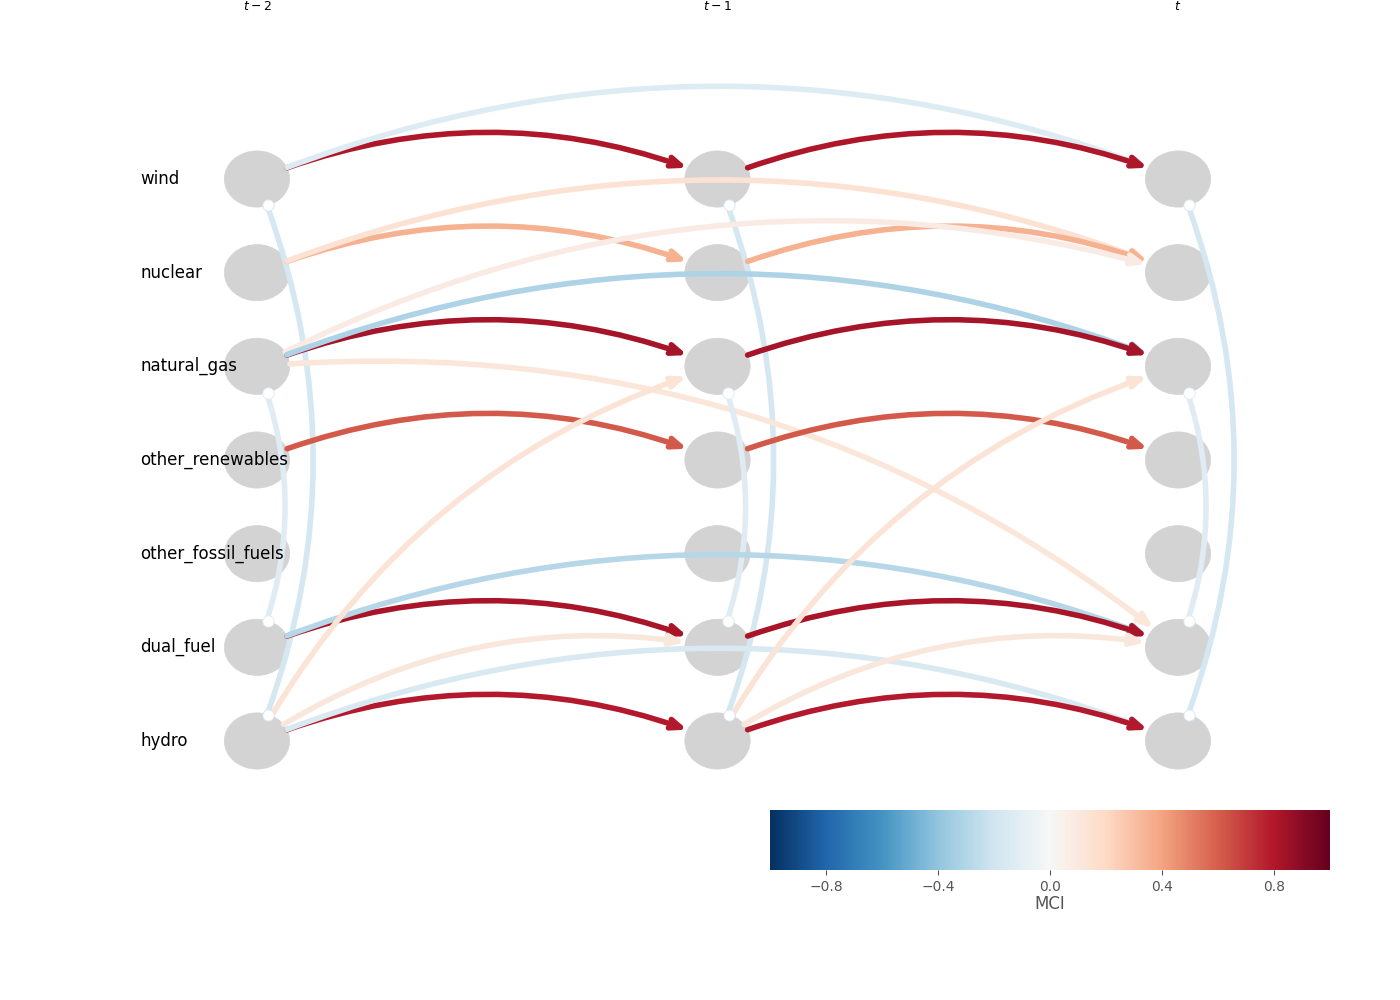 t − 2 t − 1 t
wind
nuclear
natural_gas
other_renewables
other_fossil_fuels
dual_fuel
hydro
−0.8 −0.4 0.0 0.4 0.8
MCI